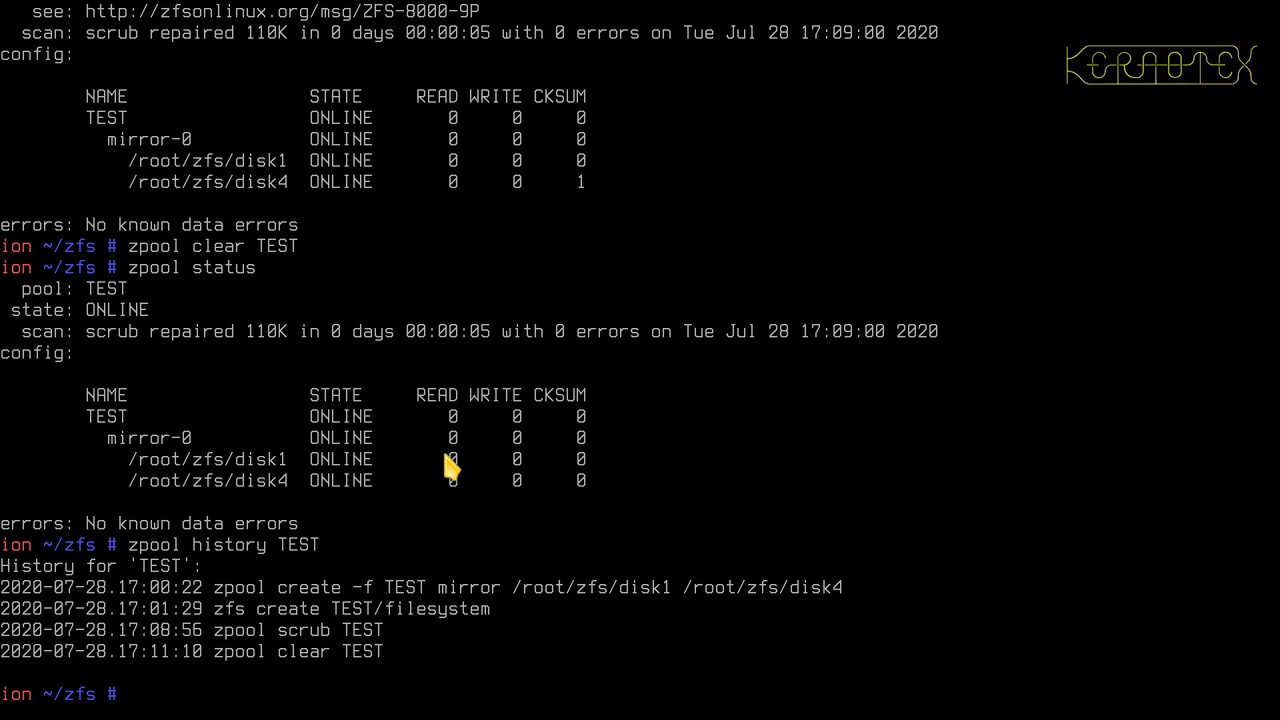 see: http://zfsonlinux.org/msg/ZFS-8000-9P
scan: scrub repaired 110K in 0 days 00:00:05 with 0 errors on Tue Jul 28 17:09:00 2020
config:
NAME STATE READ WRITE CKSUM
TEST ONLINE 0 0 0
mirror-0 ONLINE 0 0 0
/root/zfs/disk1 ONLINE 0 0 0
/root/zfs/disk4 ONLINE 0 0 1
errors: No known data errors
ion ~/zfs # zpool clear TEST
ion ~/zfs # zpool status
pool: TEST
state: ONLINE
scan: scrub repaired 110K in 0 days 00:00:05 with 0 errors on Tue Jul 28 17:09:00 2020
config:
NAME STATE READ WRITE CKSUM
TEST ONLINE 0 0 0
mirror-0 ONLINE 0 0 0
/root/zfs/disk1 ONLINE 0 0 0
/root/zfs/disk4 ONLINE 0 0 0
errors: No known data errors
ion ~/zfs # zpool history TEST
History for 'TEST':
2020-07-28.17:00:22 zpool create -f TEST mirror /root/zfs/disk1 /root/zfs/disk4
2020-07-28.17:01:29 zfs create TEST/filesystem
2020-07-28.17:08:56 zpool scrub TEST
2020-07-28.17:11:10 zpool clear TEST
ion ~/zfs #